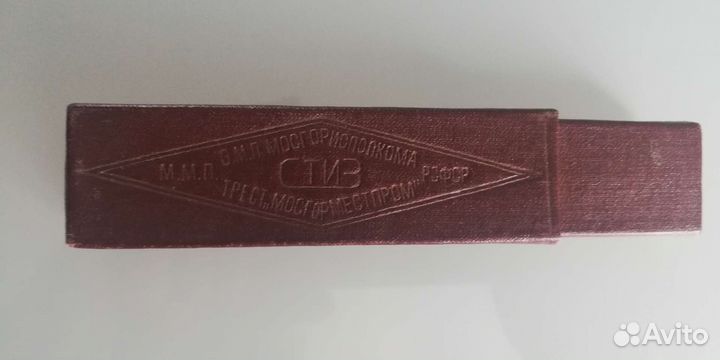 О.М.П. МОСГОРИСПОЛКОМА
М.М.П. СТИЗ РСФСР
ТРЕСТ „МОСГОРМЕСТПРОМ"
Avito